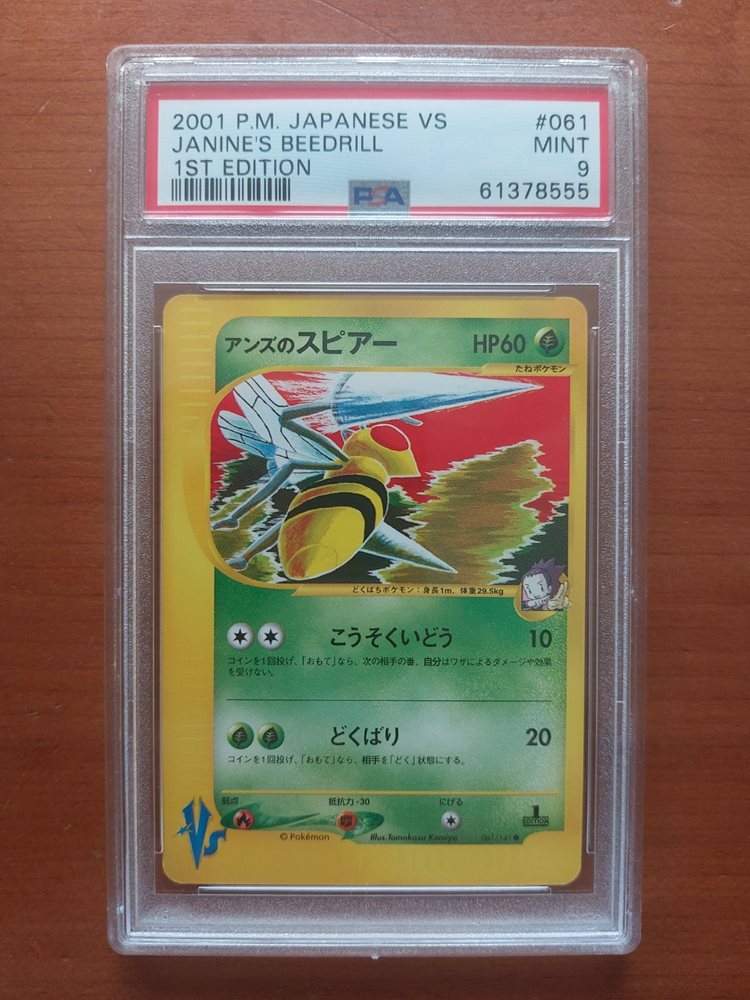 2001 P.M. JAPANESE VS #061
JANINE'S BEEDRILL MINT
1ST EDITION 9
PSA 61378555
アンズのスピアー HP60
たねポケモン
どくばちポケモン：身長1m、体重29.5kg
こうそくいどう 10
コインを1回投げ、「おもて」なら、次の相手の番、自分はワザによるダメージや効果
を受けない。
どくばり 20
コインを1回投げ、「おもて」なら、相手を「どく」状態にする。
弱点 抵抗力-30 にげる
1
EDITION
Vs
©Pokémon Illus.Tomokazu Komiya 061/141